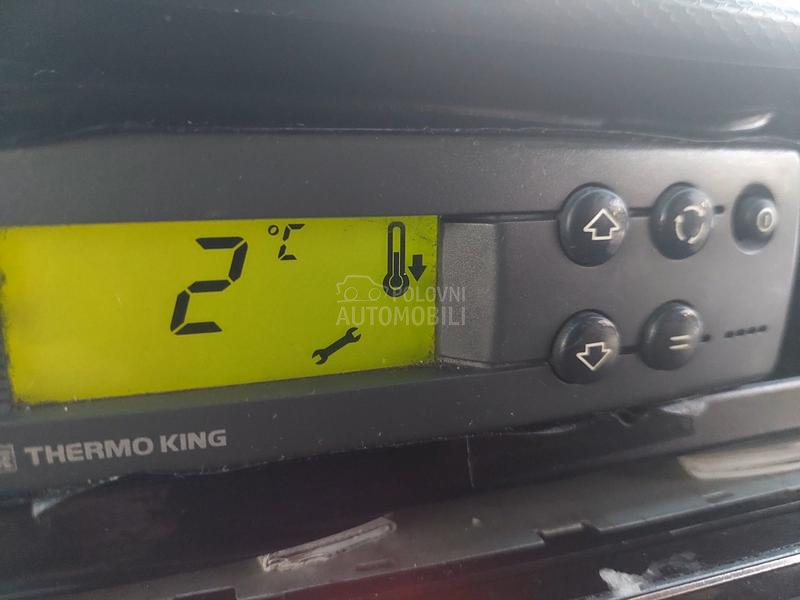 2 °C
POLOVNI
AUTOMOBILI
THERMO KING